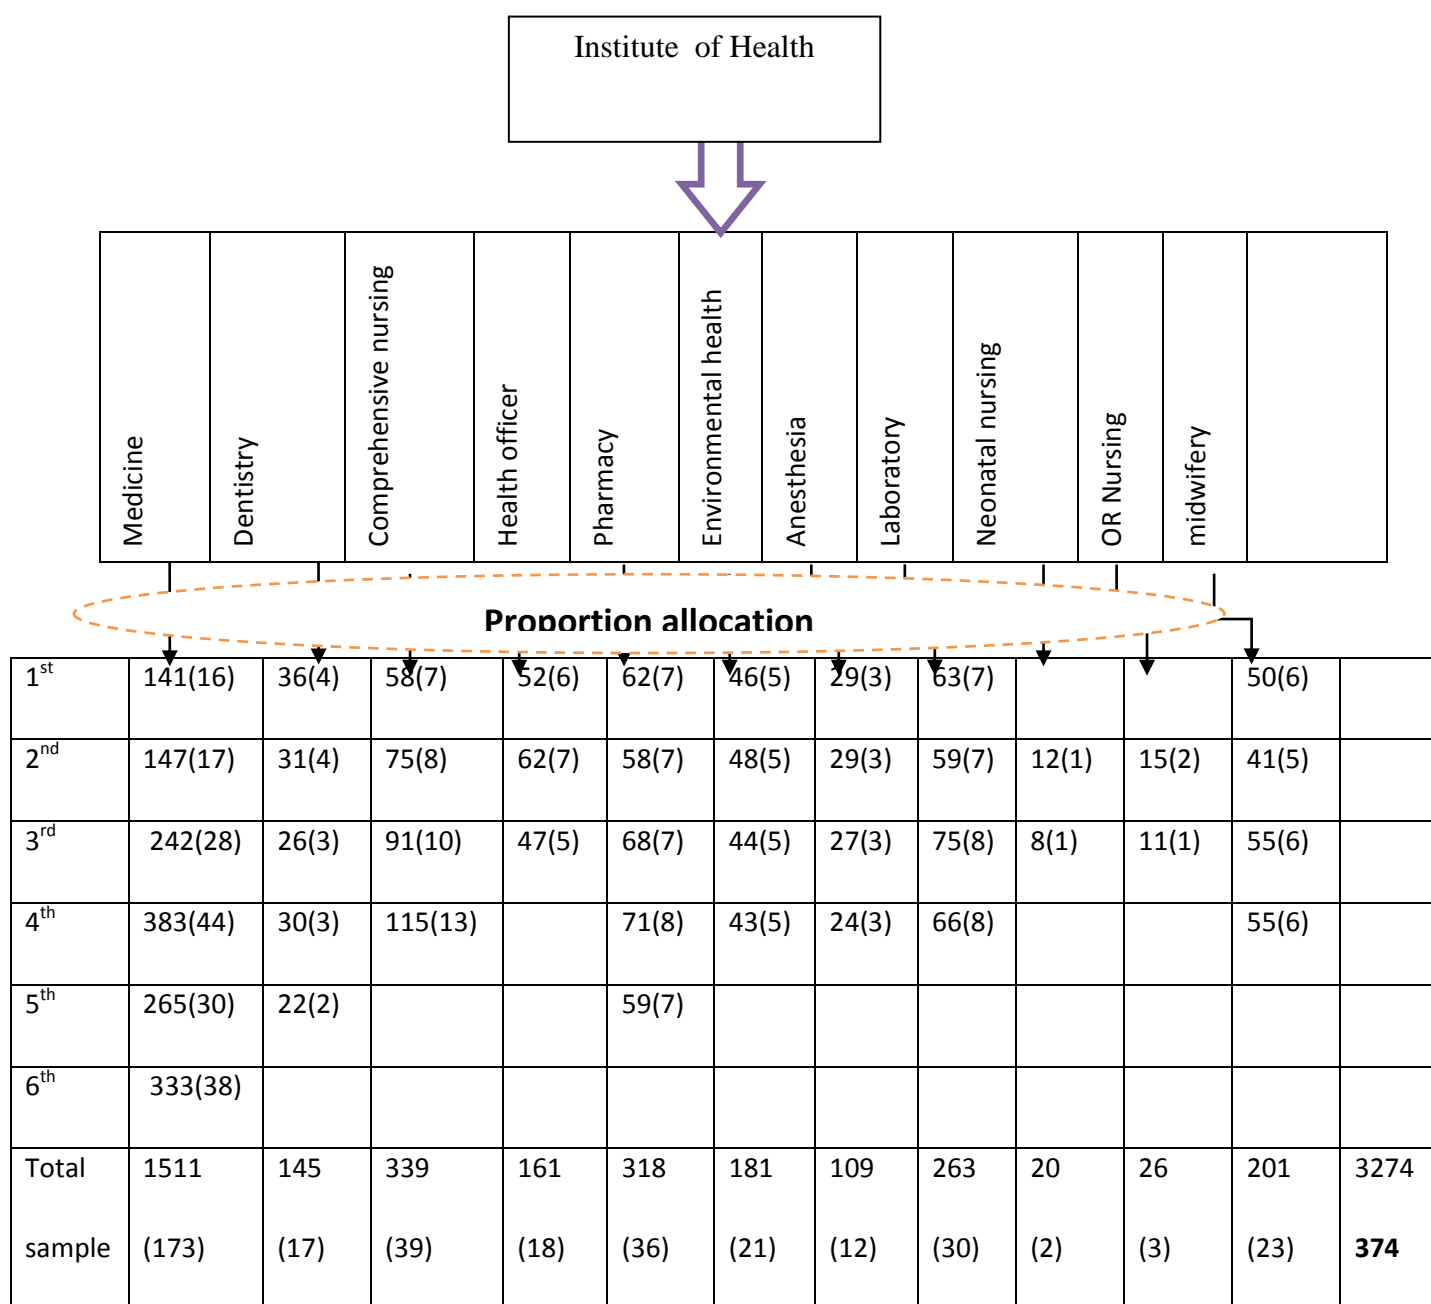 Institute of Health
Medicine
Dentistry
Comprehensive nursing
Health officer
Pharmacy
Environmental health
Anesthesia
Laboratory
Neonatal nursing
OR Nursing
midwifery
Proportion allocation
1st 141(16) 36(4) 58(7) 52(6) 62(7) 46(5) 29(3) 63(7) 50(6)
2nd 147(17) 31(4) 75(8) 62(7) 58(7) 48(5) 29(3) 59(7) 12(1) 15(2) 41(5)
3rd 242(28) 26(3) 91(10) 47(5) 68(7) 44(5) 27(3) 75(8) 8(1) 11(1) 55(6)
4th 383(44) 30(3) 115(13) 71(8) 43(5) 24(3) 66(8) 55(6)
5th 265(30) 22(2) 59(7)
6th 333(38)
Total 1511 145 339 161 318 181 109 263 20 26 201 3274
sample (173) (17) (39) (18) (36) (21) (12) (30) (2) (3) (23) 374